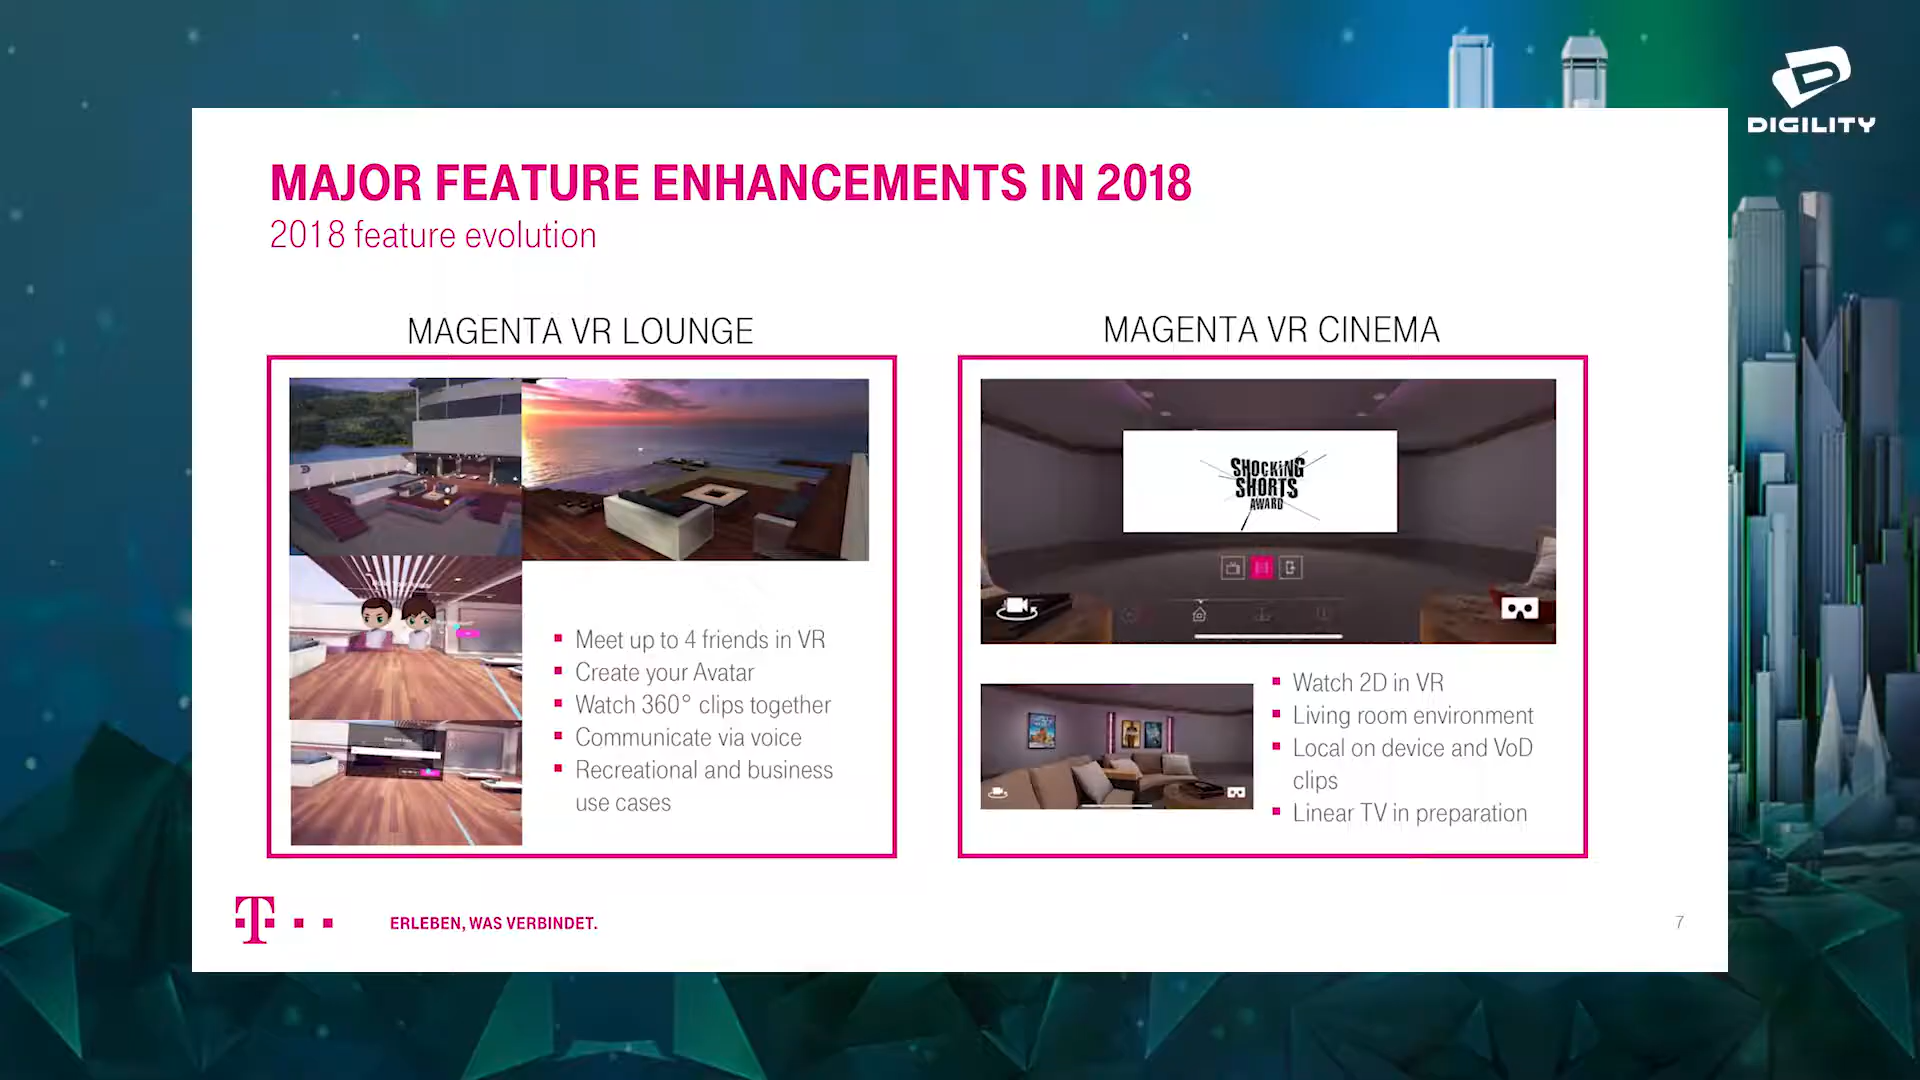 DIGILITY
MAJOR FEATURE ENHANCEMENTS IN 2018
2018 feature evolution
MAGENTA VR LOUNGE
▪ Meet up to 4 friends in VR
▪ Create your Avatar
▪ Watch 360° clips together
▪ Communicate via voice
▪ Recreational and business
use cases
MAGENTA VR CINEMA
SHOCKING
SHORTS
AWARD
▪ Watch 2D in VR
▪ Living room environment
▪ Local on device and VoD
clips
▪ Linear TV in preparation
T
ERLEBEN, WAS VERBINDET.
7